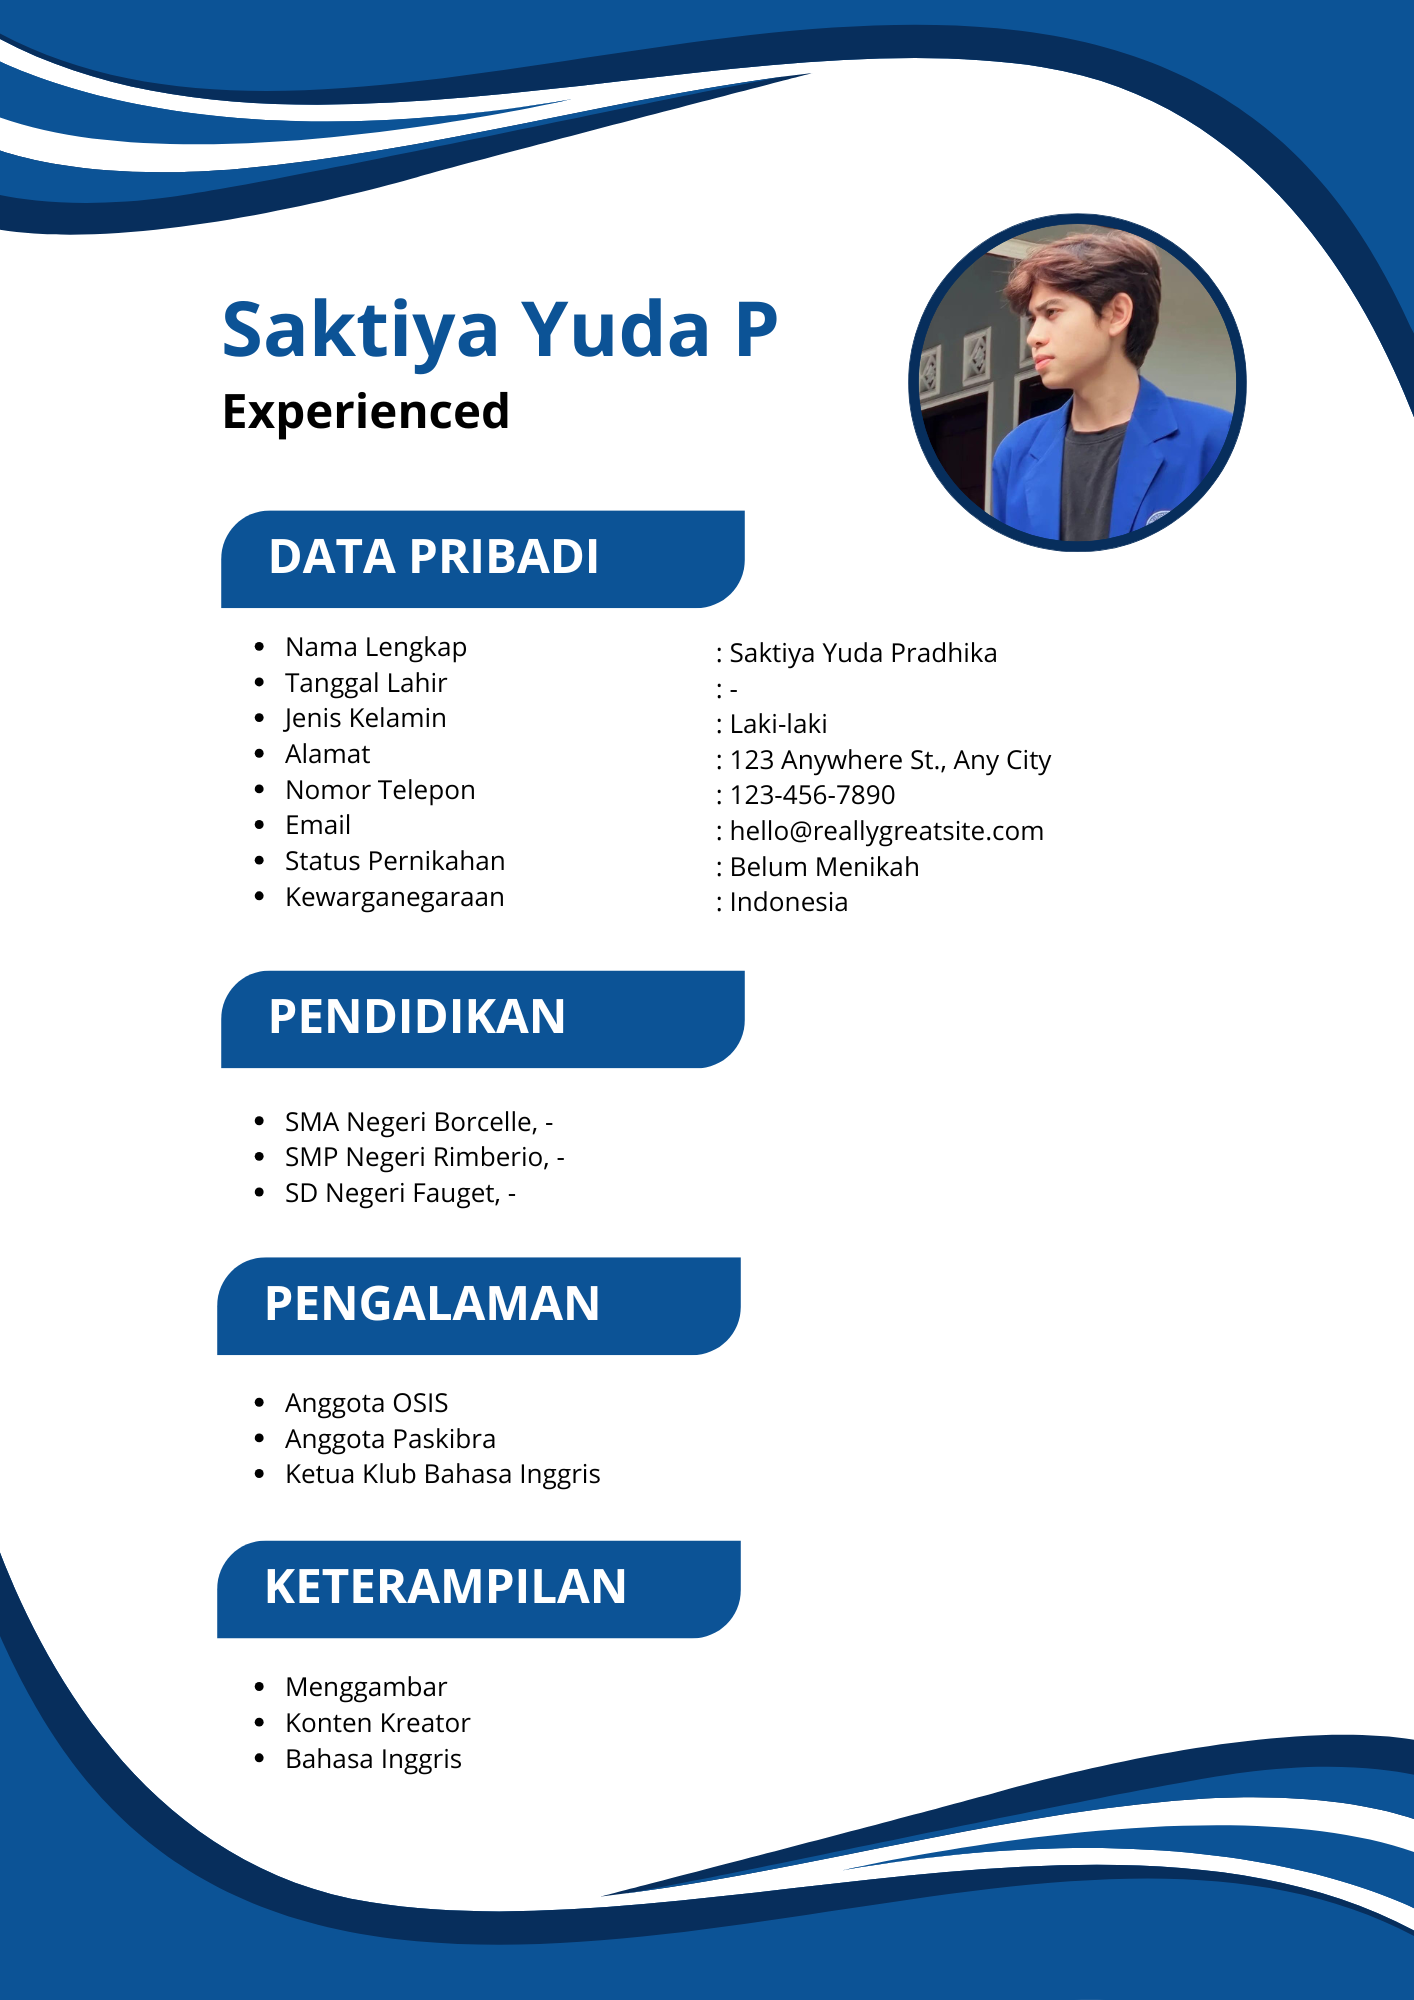 Saktiya Yuda P
Experienced
DATA PRIBADI
• Nama Lengkap : Saktiya Yuda Pradhika
• Tanggal Lahir : -
• Jenis Kelamin : Laki-laki
• Alamat : 123 Anywhere St., Any City
• Nomor Telepon : 123-456-7890
• Email : hello@reallygreatsite.com
• Status Pernikahan : Belum Menikah
• Kewarganegaraan : Indonesia
PENDIDIKAN
• SMA Negeri Borcelle, -
• SMP Negeri Rimberio, -
• SD Negeri Fauget, -
PENGALAMAN
• Anggota OSIS
• Anggota Paskibra
• Ketua Klub Bahasa Inggris
KETERAMPILAN
• Menggambar
• Konten Kreator
• Bahasa Inggris